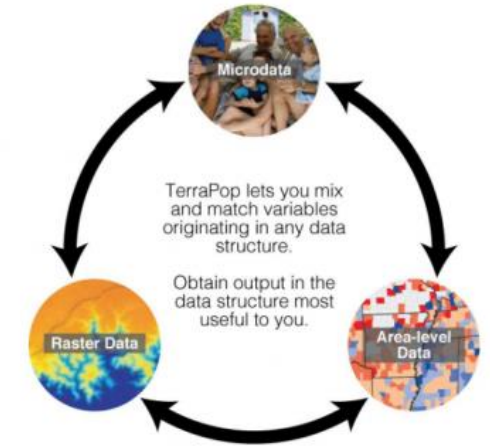 Microdata
TerraPop lets you mix
and match variables
originating in any data
structure.
Obtain output in the
data structure most
useful to you.
Raster Data
Area-level
Data